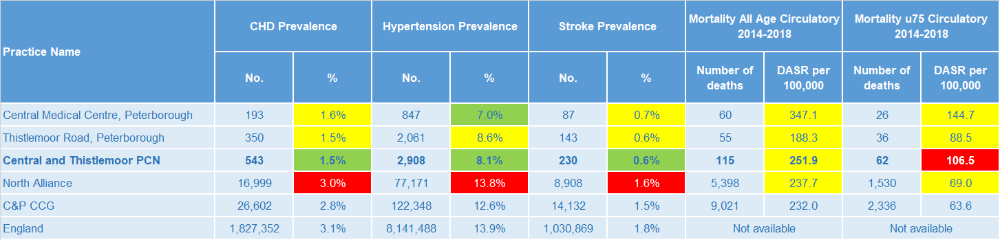 Practice Name
CHD Prevalence
Hypertension Prevalence
Stroke Prevalence
Mortality All Age Circulatory
2014-2018
Mortality u75 Circulatory
2014-2018
No.
%
No.
%
No.
%
Number of
deaths
DASR per
100,000
Number of
deaths
DASR per
100,000
Central Medical Centre, Peterborough 193 1.6% 847 7.0% 87 0.7% 60 347.1 26 144.7
Thistlemoor Road, Peterborough 350 1.5% 2,061 8.6% 143 0.6% 55 188.3 36 88.5
Central and Thistlemoor PCN 543 1.5% 2,908 8.1% 230 0.6% 115 251.9 62 106.5
North Alliance 16,999 3.0% 77,171 13.8% 8,908 1.6% 5,398 237.7 1,530 69.0
C&P CCG 26,602 2.8% 122,348 12.6% 14,132 1.5% 9,021 232.0 2,336 63.6
England 1,827,352 3.1% 8,141,488 13.9% 1,030,869 1.8% Not available Not available